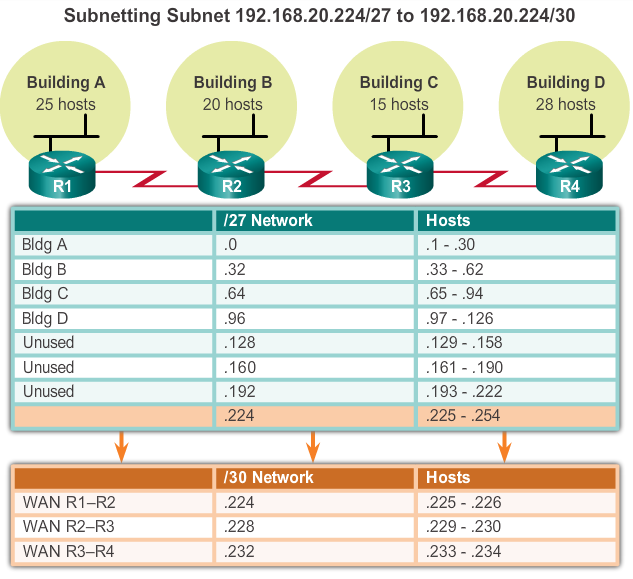 Subnetting Subnet 192.168.20.224/27 to 192.168.20.224/30
Building A
25 hosts
Building B
20 hosts
Building C
15 hosts
Building D
28 hosts
R1
R2
R3
R4
/27 Network Hosts
Bldg A .0 .1 - .30
Bldg B .32 .33 - .62
Bldg C .64 .65 - .94
Bldg D .96 .97 - .126
Unused .128 .129 - .158
Unused .160 .161 - .190
Unused .192 .193 - .222
.224 .225 - .254
/30 Network Hosts
WAN R1–R2 .224 .225 - .226
WAN R2–R3 .228 .229 - .230
WAN R3–R4 .232 .233 - .234